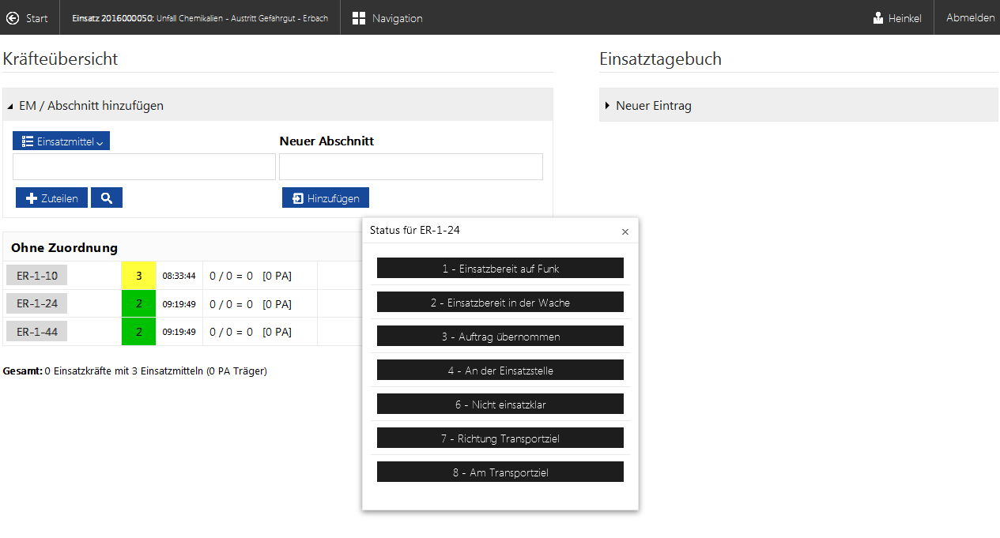 Start
Einsatz 2016000050: Unfall Chemikalien - Austritt Gefahrgut - Erbach
Navigation
Heinkel
Abmelden
Kräfteübersicht
EM / Abschnitt hinzufügen
Einsatzmittel
Neuer Abschnitt
Zuteilen
Hinzufügen
Ohne Zuordnung
ER-1-10 3 08:33:44 0 / 0 = 0 [0 PA]
ER-1-24 2 09:19:49 0 / 0 = 0 [0 PA]
ER-1-44 2 09:19:49 0 / 0 = 0 [0 PA]
Gesamt: 0 Einsatzkräfte mit 3 Einsatzmitteln (0 PA Träger)
Einsatztagebuch
Neuer Eintrag
Status für ER-1-24
1 - Einsatzbereit auf Funk
2 - Einsatzbereit in der Wache
3 - Auftrag übernommen
4 - An der Einsatzstelle
6 - Nicht einsatzklar
7 - Richtung Transportziel
8 - Am Transportziel